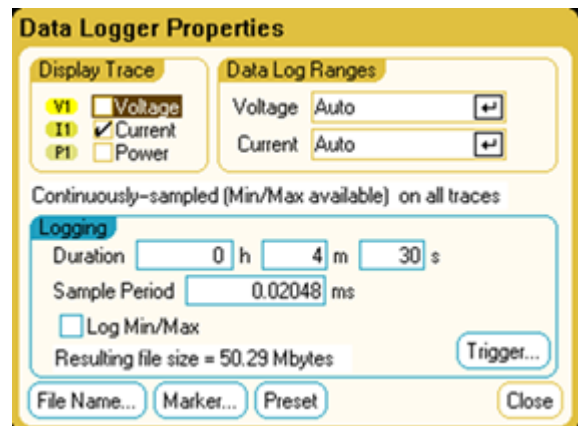 Data Logger Properties
Display Trace
V1 Voltage
I1 Current
P1 Power
Data Log Ranges
Voltage Auto
Current Auto
Continuously-sampled (Min/Max available) on all traces
Logging
Duration 0 h 4 m 30 s
Sample Period 0.02048 ms
Log Min/Max
Resulting file size = 50.29 Mbytes
Trigger...
File Name... Marker... Preset Close